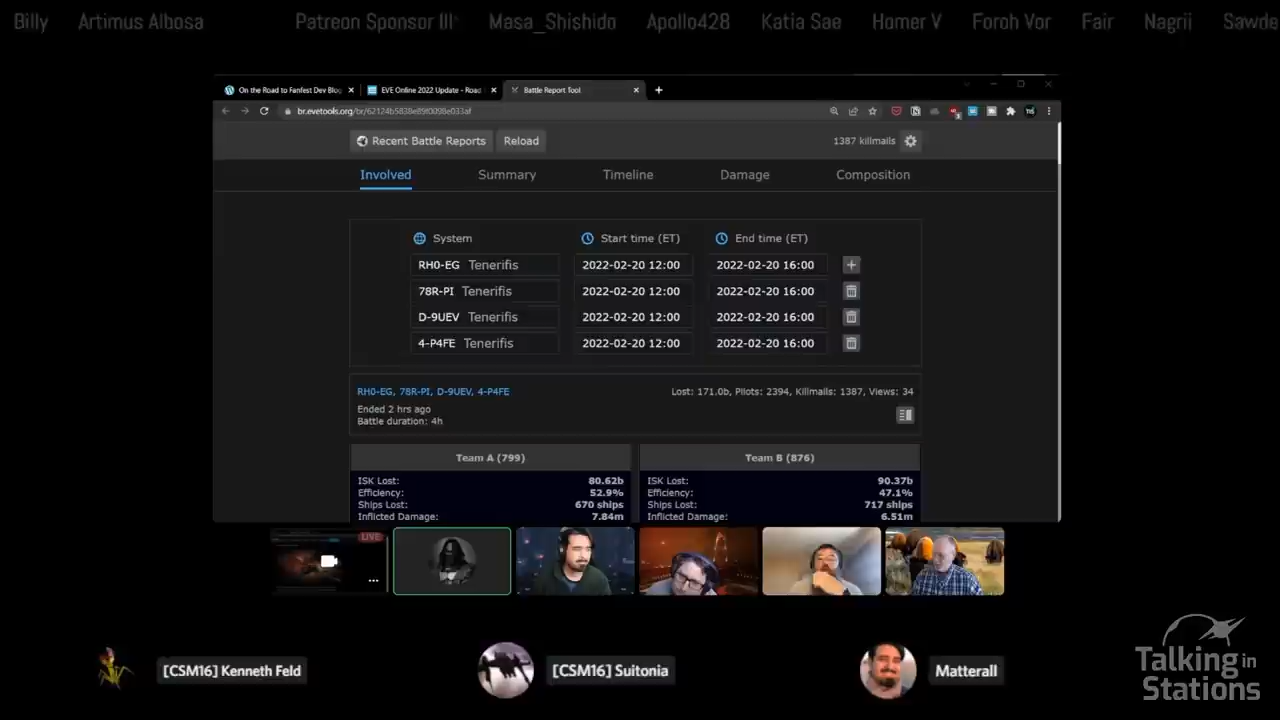 Billy Artimus Albosa Patreon Sponsor III Masa_Shishido Apollo428 Katia Sae Homer V Foroh Vor Fair Nagrii Sawde
On the Road to Fanfest Dev Blog EVE Online 2022 Update - Road Battle Report Tool
Recent Battle Reports Reload 1387 killmails
Involved Summary Timeline Damage Composition
System Start time (ET) End time (ET)
RH0-EG Tenerifis 2022-02-20 12:00 2022-02-20 16:00
78R-PI Tenerifis 2022-02-20 12:00 2022-02-20 16:00
D-9UEV Tenerifis 2022-02-20 12:00 2022-02-20 16:00
4-P4FE Tenerifis 2022-02-20 12:00 2022-02-20 16:00
RH0-EG, 78R-PI, D-9UEV, 4-P4FE Lost: 171.0b, Pilots: 2394, Killmails: 1387, Views: 34
Ended 2 hrs ago
Battle duration: 4h
Team A (799) Team B (876)
ISK Lost: 80.62b ISK Lost: 90.37b
Efficiency: 52.9% Efficiency: 47.1%
Ships Lost: 670 ships Ships Lost: 717 ships
Inflicted Damage: 7.84m Inflicted Damage: 6.51m
LIVE
[CSM16] Kenneth Feld [CSM16] Suitonia Matterall
Talking in
Stations